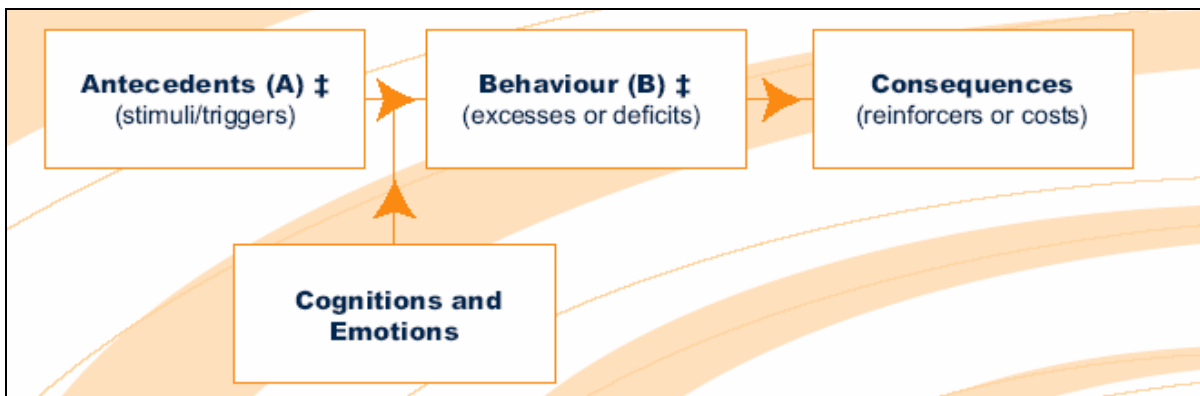 Antecedents (A) ‡
(stimuli/triggers)
Behaviour (B) ‡
(excesses or deficits)
Consequences
(reinforcers or costs)
Cognitions and
Emotions